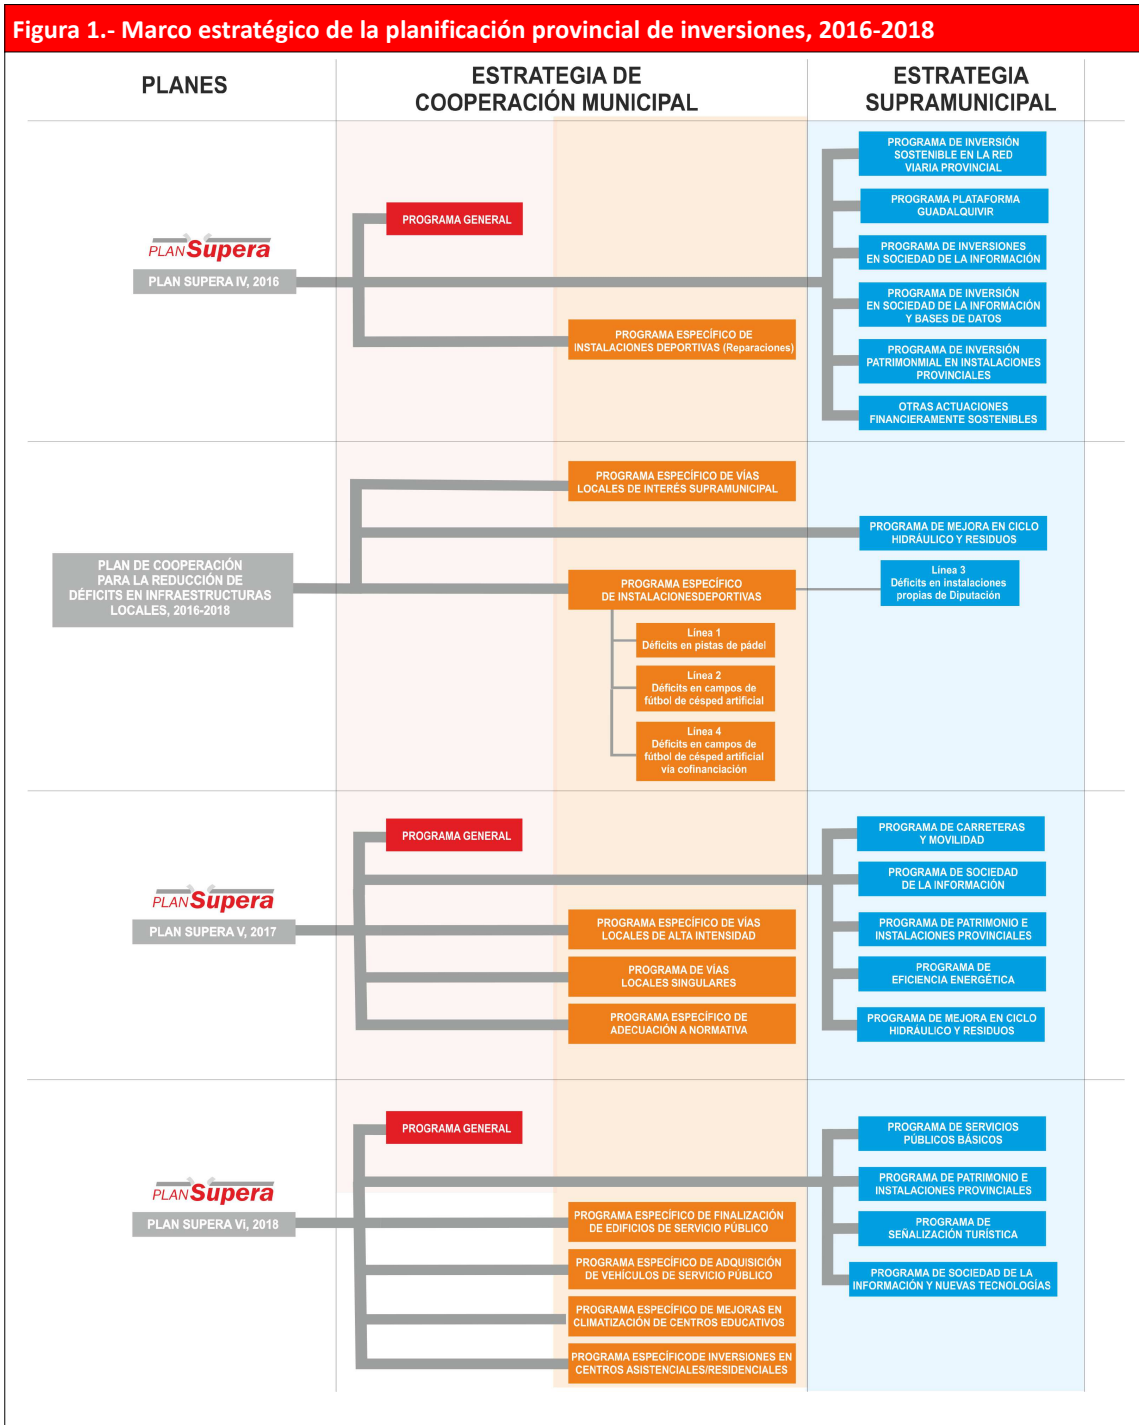 Figura 1.- Marco estratégico de la planificación provincial de inversiones, 2016-2018
PLANES
ESTRATEGIA DE
COOPERACIÓN MUNICIPAL
ESTRATEGIA
SUPRAMUNICIPAL
PLAN Supera
PLAN SUPERA IV, 2016
PROGRAMA GENERAL
PROGRAMA ESPECÍFICO DE
INSTALACIONES DEPORTIVAS (Reparaciones)
PROGRAMA DE INVERSIÓN
SOSTENIBLE EN LA RED
VIARIA PROVINCIAL
PROGRAMA PLATAFORMA
GUADALQUIVIR
PROGRAMA DE INVERSIONES
EN SOCIEDAD DE LA INFORMACIÓN
PROGRAMA DE INVERSIÓN
EN SOCIEDAD DE LA INFORMACIÓN
Y BASES DE DATOS
PROGRAMA DE INVERSIÓN
PATRIMONMIAL EN INSTALACIONES
PROVINCIALES
OTRAS ACTUACIONES
FINANCIERAMENTE SOSTENIBLES
PLAN DE COOPERACIÓN
PARA LA REDUCCIÓN DE
DÉFICITS EN INFRAESTRUCTURAS
LOCALES, 2016-2018
PROGRAMA ESPECÍFICO DE VÍAS
LOCALES DE INTERÉS SUPRAMUNICIPAL
PROGRAMA DE MEJORA EN CICLO
HIDRÁULICO Y RESIDUOS
PROGRAMA ESPECÍFICO
DE INSTALACIONESDEPORTIVAS
Línea 3
Déficits en instalaciones
propias de Diputación
Línea 1
Déficits en pistas de pádel
Línea 2
Déficits en campos de
fútbol de césped artificial
Línea 4
Déficits en campos de
fútbol de césped artificial
vía cofinanciación
PLAN Supera
PLAN SUPERA V, 2017
PROGRAMA GENERAL
PROGRAMA ESPECÍFICO DE VÍAS
LOCALES DE ALTA INTENSIDAD
PROGRAMA DE VÍAS
LOCALES SINGULARES
PROGRAMA ESPECÍFICO DE
ADECUACIÓN A NORMATIVA
PROGRAMA DE CARRETERAS
Y MOVILIDAD
PROGRAMA DE SOCIEDAD
DE LA INFORMACIÓN
PROGRAMA DE PATRIMONIO E
INSTALACIONES PROVINCIALES
PROGRAMA DE
EFICIENCIA ENERGÉTICA
PROGRAMA DE MEJORA EN CICLO
HIDRÁULICO Y RESIDUOS
PLAN Supera
PLAN SUPERA Vi, 2018
PROGRAMA GENERAL
PROGRAMA ESPECÍFICO DE FINALIZACIÓN
DE EDIFICIOS DE SERVICIO PÚBLICO
PROGRAMA ESPECÍFICO DE ADQUISICIÓN
DE VEHÍCULOS DE SERVICIO PÚBLICO
PROGRAMA ESPECÍFICO DE MEJORAS EN
CLIMATIZACIÓN DE CENTROS EDUCATIVOS
PROGRAMA ESPECÍFICODE INVERSIONES EN
CENTROS ASISTENCIALES/RESIDENCIALES
PROGRAMA DE SERVICIOS
PÚBLICOS BÁSICOS
PROGRAMA DE PATRIMONIO E
INSTALACIONES PROVINCIALES
PROGRAMA DE
SEÑALIZACIÓN TURÍSTICA
PROGRAMA DE SOCIEDAD DE LA
INFORMACIÓN Y NUEVAS TECNOLOGÍAS